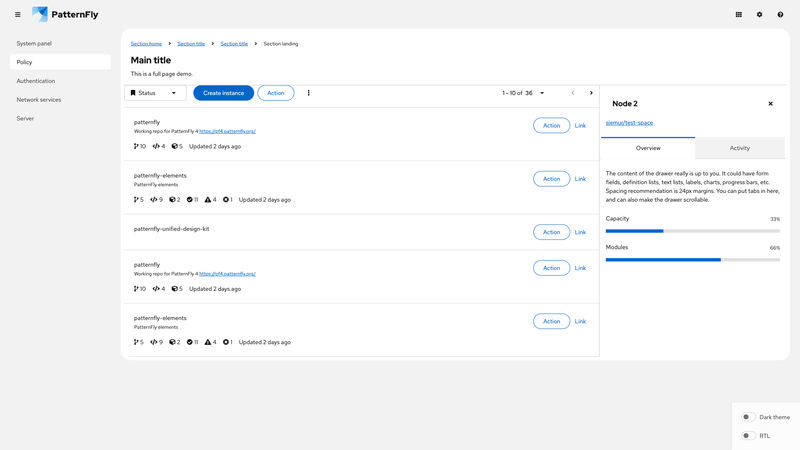 PatternFly
System panel
Policy
Authentication
Network services
Server
Section home
Section title
Section title
Section landing
Main title
This is a full page demo.
Status
Create instance
Action
1 - 10 of 36
patternfly
Working repo for PatternFly 4 https://pf4.patternfly.org/
10 4 5 Updated 2 days ago
Action
Link
patternfly-elements
PatternFly elements
5 9 2 11 4 1 Updated 2 days ago
Action
Link
patternfly-unified-design-kit
Action
Link
patternfly
Working repo for PatternFly 4 https://pf4.patternfly.org/
10 4 5 Updated 2 days ago
Action
Link
patternfly-elements
PatternFly elements
5 9 2 11 4 1 Updated 2 days ago
Action
Link
Node 2
siemur/test-space
Overview
Activity
The content of the drawer really is up to you. It could have form
fields, definition lists, text lists, labels, charts, progress bars, etc.
Spacing recommendation is 24px margins. You can put tabs in here,
and can also make the drawer scrollable.
Capacity
33%
Modules
66%
Dark theme
RTL